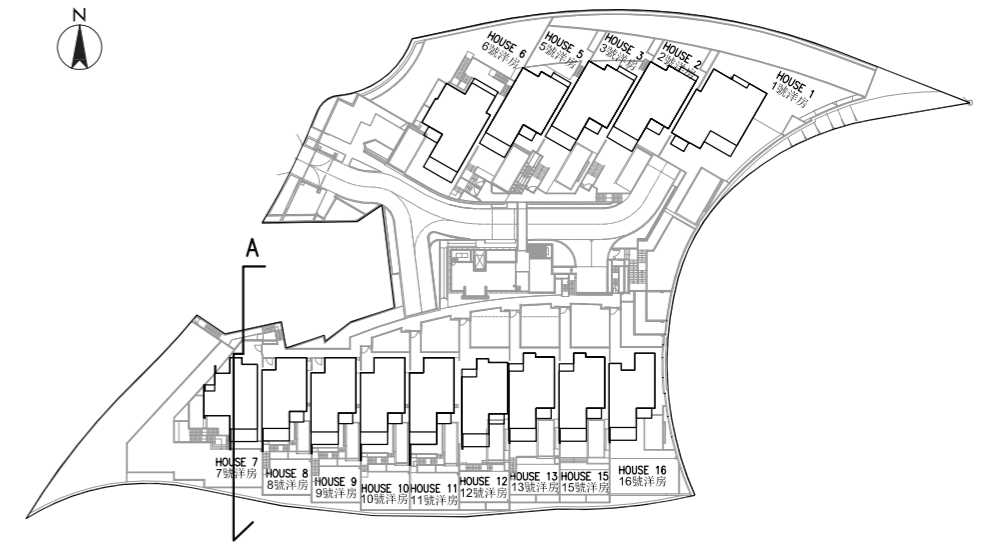 N
HOUSE 6
6號洋房
HOUSE 5
5號洋房
HOUSE 3
3號洋房
HOUSE 2
2號洋房
HOUSE 1
1號洋房
A
HOUSE 7
7號洋房
HOUSE 8
8號洋房
HOUSE 9
9號洋房
HOUSE 10
10號洋房
HOUSE 11
11號洋房
HOUSE 12
12號洋房
HOUSE 13
13號洋房
HOUSE 15
15號洋房
HOUSE 16
16號洋房